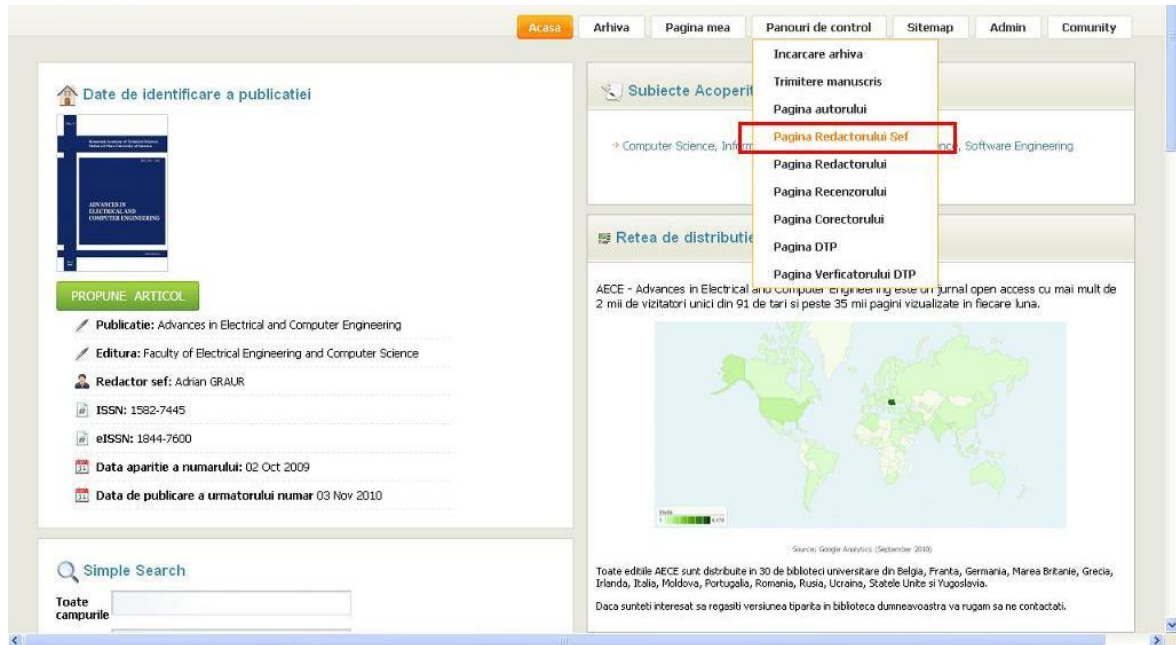 Acasa
Arhiva
Pagina mea
Panouri de control
Sitemap
Admin
Comunity
Incarcare arhiva
Trimitere manuscris
Pagina autorului
Pagina Redactorului Sef
Pagina Redactorului
Pagina Recenzorului
Pagina Corectorului
Pagina DTP
Pagina Verficatorului DTP
Date de identificare a publicatiei
ADVANCES IN
ELECTRICAL AND
COMPUTER ENGINEERING
PROPUNE ARTICOL
Publicatie: Advances in Electrical and Computer Engineering
Editura: Faculty of Electrical Engineering and Computer Science
Redactor sef: Adrian GRAUR
ISSN: 1582-7445
eISSN: 1844-7600
Data aparitie a numarului: 02 Oct 2009
Data de publicare a urmatorului numar 03 Nov 2010
Simple Search
Toate
campurile
Subiecte Acoperit
Computer Science, Software Engineering
Retea de distributie
AECE - Advances in Electrical and Computer Engineering este un jurnal open access cu mai mult de
2 mii de vizitatori unici din 91 de tari si peste 35 mii pagini vizualizate in fiecare luna.
Source: Google Analytics (September 2010)
Toate editiile AECE sunt distribuite in 30 de biblioteci universitare din Belgia, Franta, Germania, Marea Britanie, Grecia,
Irlanda, Italia, Moldova, Portugalia, Romania, Rusia, Ucraina, Statele Unite si Yugoslavia.
Daca sunteti interesat sa regasiti versiunea tiparita in biblioteca dumneavoastra va rugam sa ne contactati.